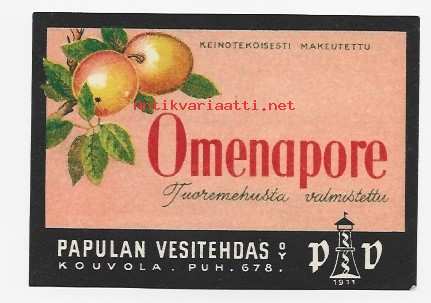 KEINOTEKOISESTI MAKEUTETTU
antikvariaatti.net
Omenapore
Tuoremehusta valmistettu
PAPULAN VESITEHDAS OY
KOUVOLA. PUH. 678.
P V
1911